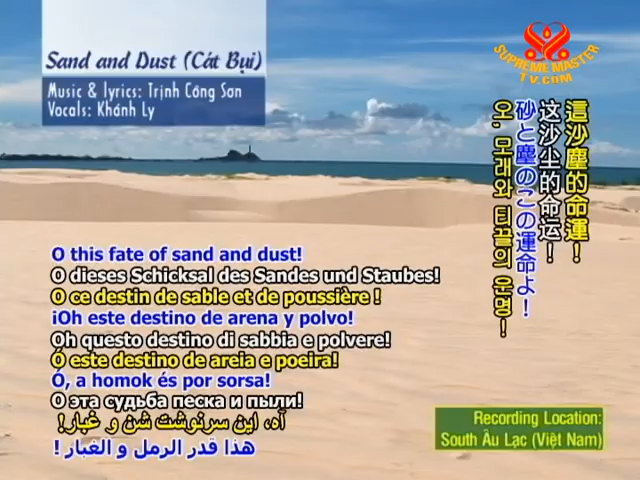 Sand and Dust (Cát Bụi)
Music & lyrics: Trịnh Công Sơn
Vocals: Khánh Ly
SUPREME MASTER
TV.COM
這沙塵的命運！
这沙尘的命运！
砂と塵のこの運命よ！
오, 모래와 티끌의 운명！
O this fate of sand and dust!
O dieses Schicksal des Sandes und Staubes!
O ce destin de sable et de poussière !
¡Oh este destino de arena y polvo!
Oh questo destino di sabbia e polvere!
Ó este destino de areia e poeira!
Ó, a homok és por sorsa!
О эта судьба песка и пыли!
آه، این سرنوشت شن و غبار!
هذا قدر الرمل و الغبار !
Recording Location:
South Âu Lạc (Việt Nam)